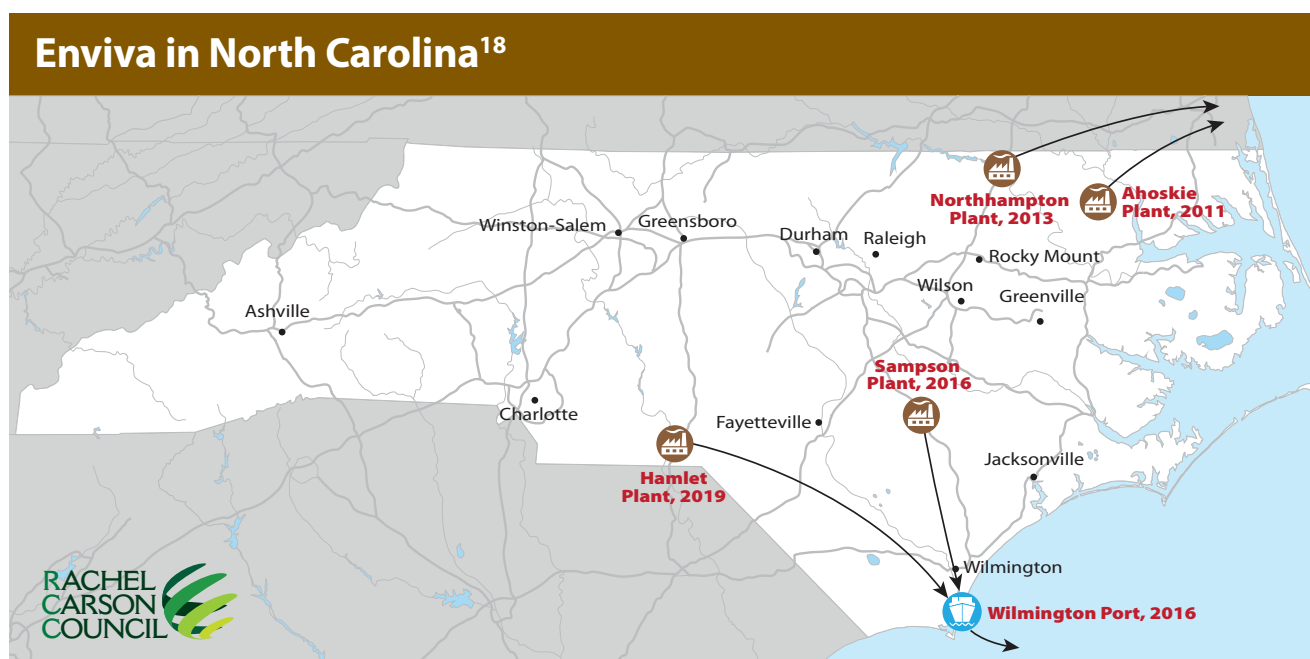 Enviva in North Carolina18
Northhampton
Plant, 2013
Ahoskie
Plant, 2011
Winston-Salem
Greensboro
Durham
Raleigh
Rocky Mount
Wilson
Greenville
Ashville
Sampson
Plant, 2016
Charlotte
Fayetteville
Jacksonville
Hamlet
Plant, 2019
Wilmington
Wilmington Port, 2016
RACHEL
CARSON
COUNCIL